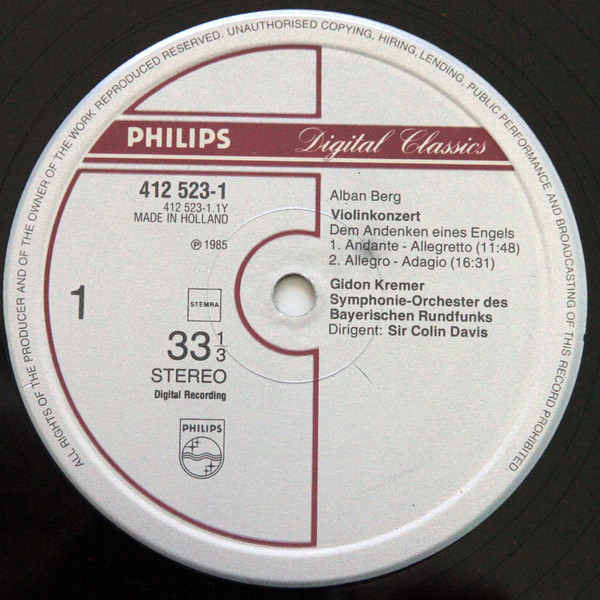 ALL RIGHTS OF THE PRODUCER AND OF THE OWNER OF THE WORK REPRODUCED RESERVED. UNAUTHORISED COPYING, HIRING, LENDING, PUBLIC PERFORMANCE AND BROADCASTING OF THIS RECORD PROHIBITED.
PHILIPS Digital Classics
412 523-1
412 523-1.1Y
MADE IN HOLLAND
℗ 1985
1
STEMRA
33 1/3
STEREO
Digital Recording
PHILIPS
Alban Berg
Violinkonzert
Dem Andenken eines Engels
1. Andante - Allegretto (11:48)
2. Allegro - Adagio (16:31)
Gidon Kremer
Symphonie-Orchester des
Bayerischen Rundfunks
Dirigent: Sir Colin Davis